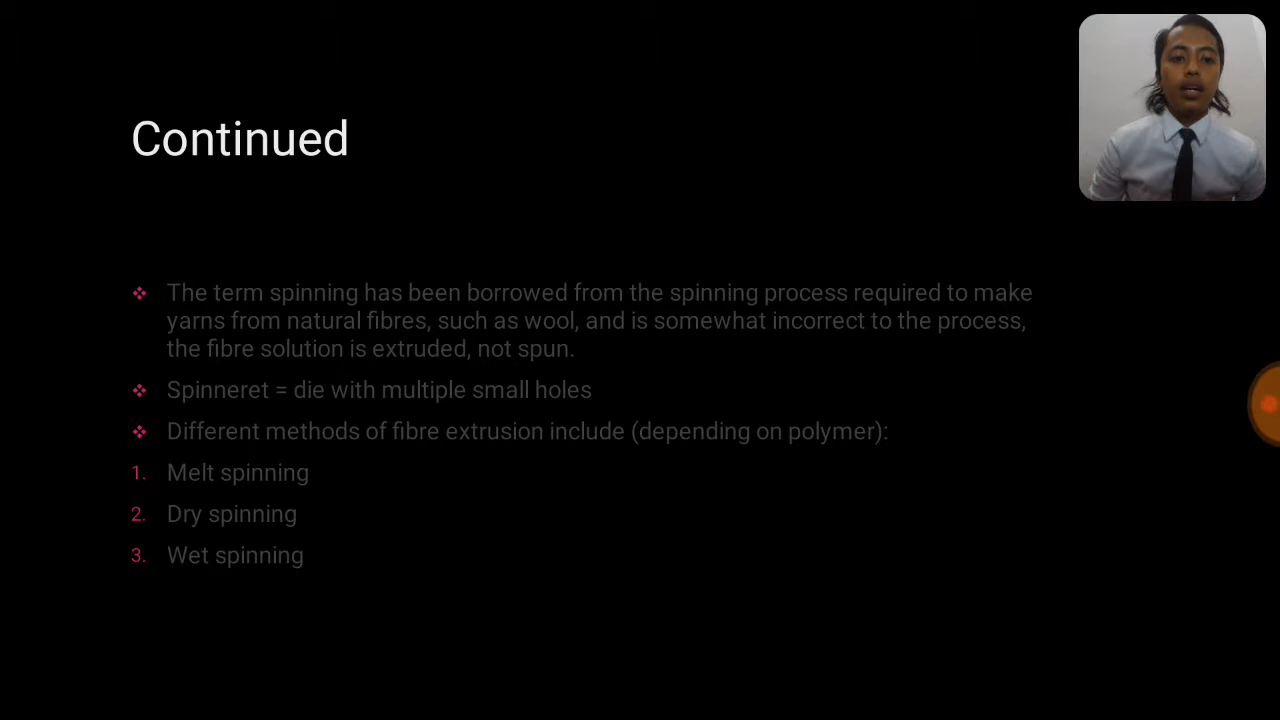 Continued
❖ The term spinning has been borrowed from the spinning process required to make
yarns from natural fibres, such as wool, and is somewhat incorrect to the process,
the fibre solution is extruded, not spun.
❖ Spinneret = die with multiple small holes
❖ Different methods of fibre extrusion include (depending on polymer):
1. Melt spinning
2. Dry spinning
3. Wet spinning